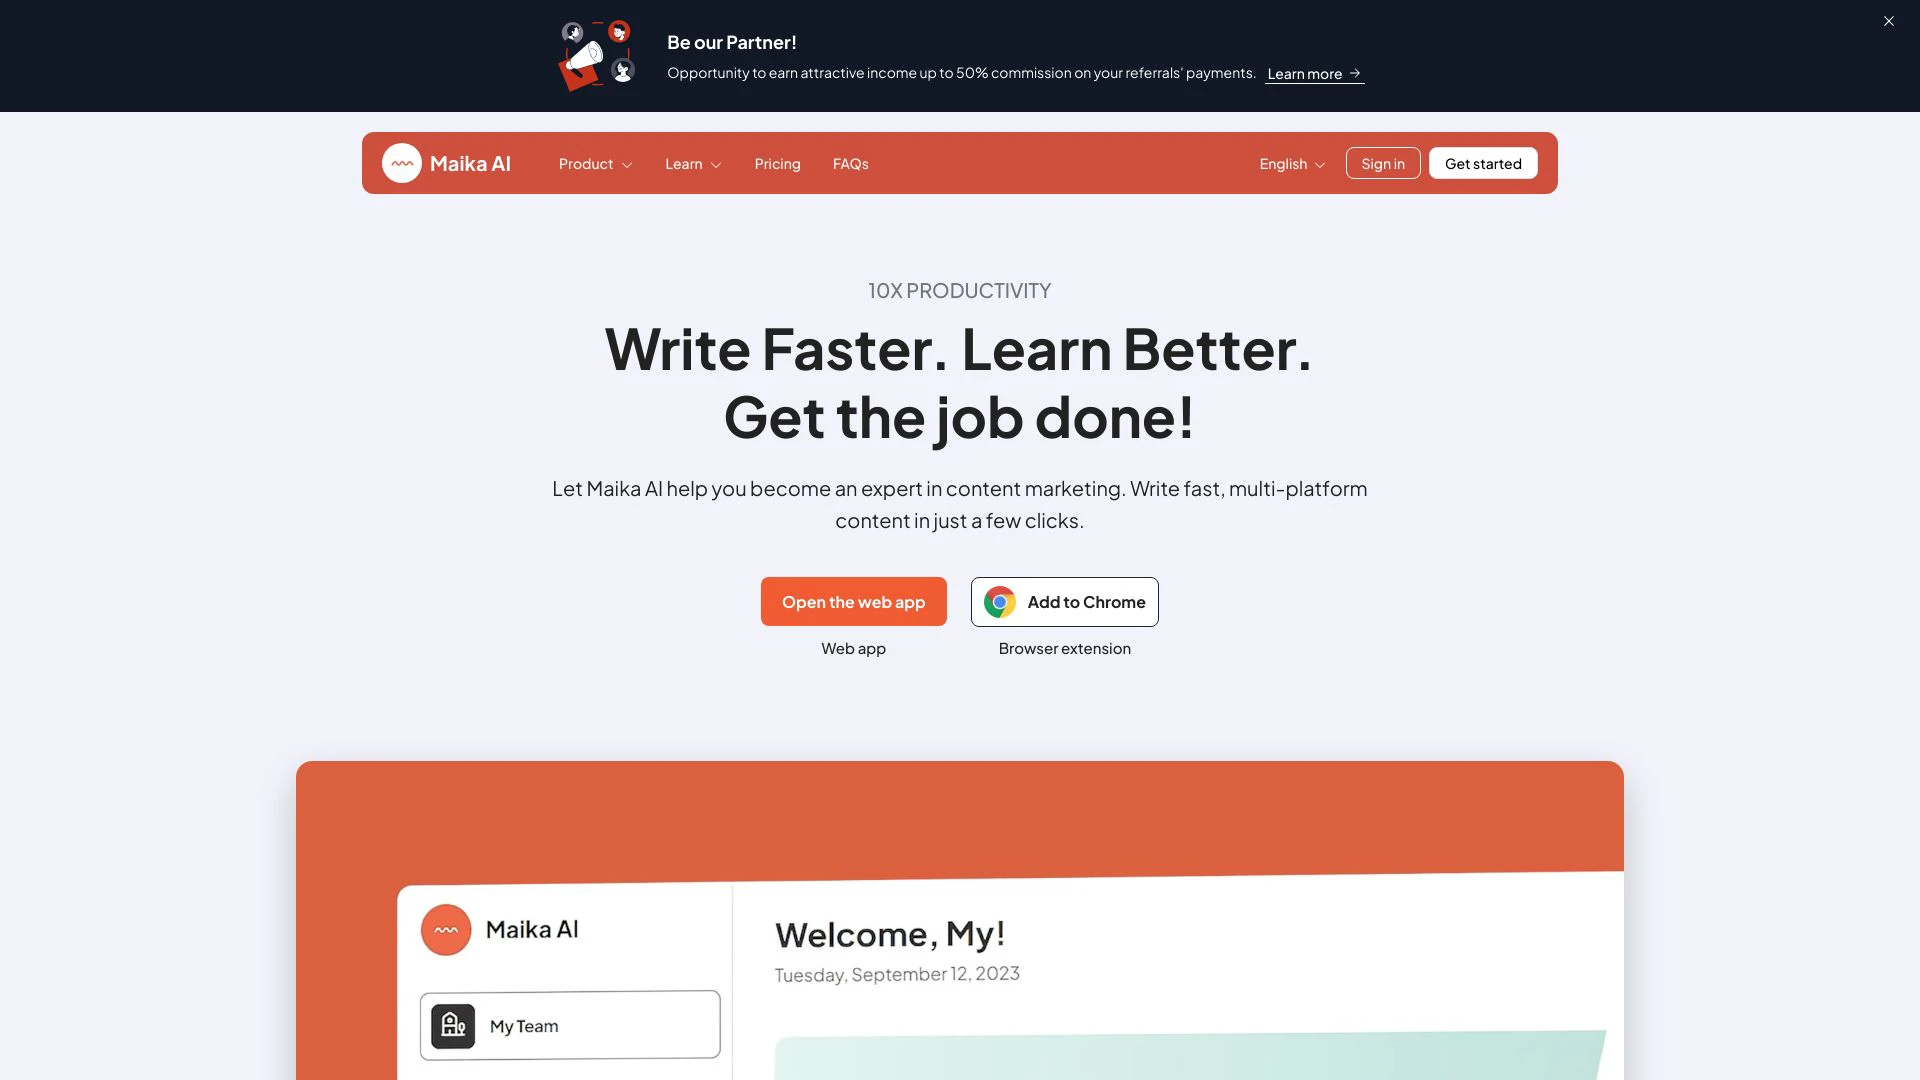 Be our Partner!
Opportunity to earn attractive income up to 50% commission on your referrals' payments. Learn more
Maika AI Product Learn Pricing FAQs English Sign in Get started
10X PRODUCTIVITY
Write Faster. Learn Better.
Get the job done!
Let Maika AI help you become an expert in content marketing. Write fast, multi-platform
content in just a few clicks.
Open the web app Add to Chrome
Web app Browser extension
Maika AI
My Team
Welcome, My!
Tuesday, September 12, 2023